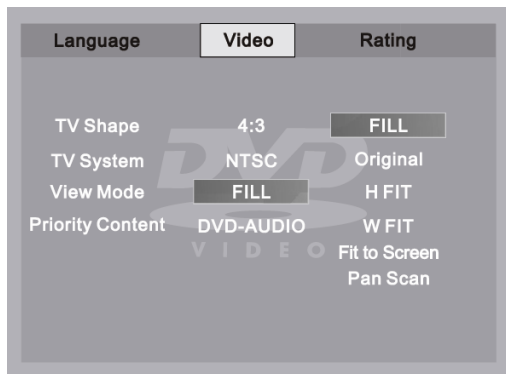 Language Video Rating
TV Shape 4:3 FILL
TV System NTSC Original
View Mode FILL H FIT
Priority Content DVD-AUDIO W FIT
Fit to Screen
Pan Scan
DVD
VIDEO